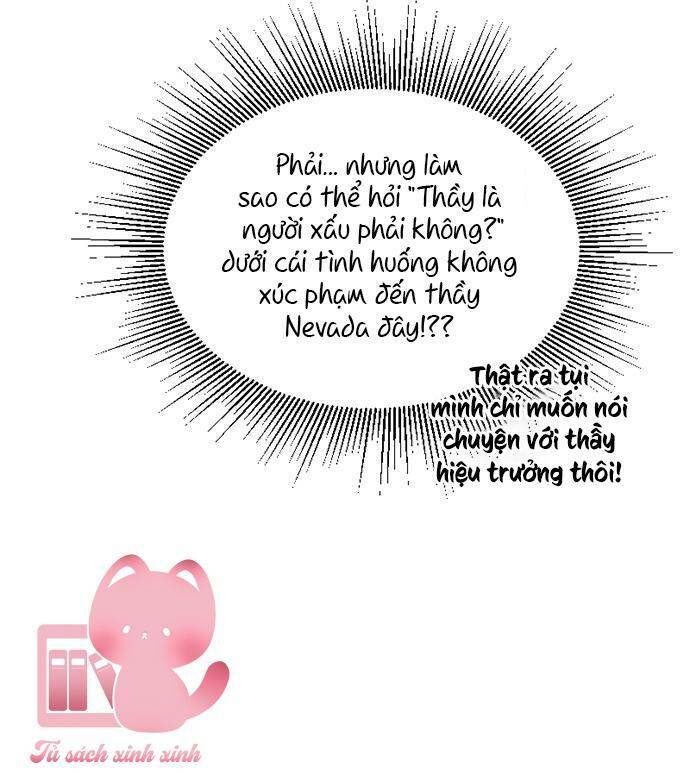 Phải... nhưng làm
sao có thể hỏi "Thầy là
người xấu phải không?"
dưới cái tình huống không
xúc phạm đến thầy
Nevada đây!??
Thật ra tụi
mình chỉ muốn nói
chuyện với thầy
hiệu trưởng thôi!
Tủ sách xinh xinh